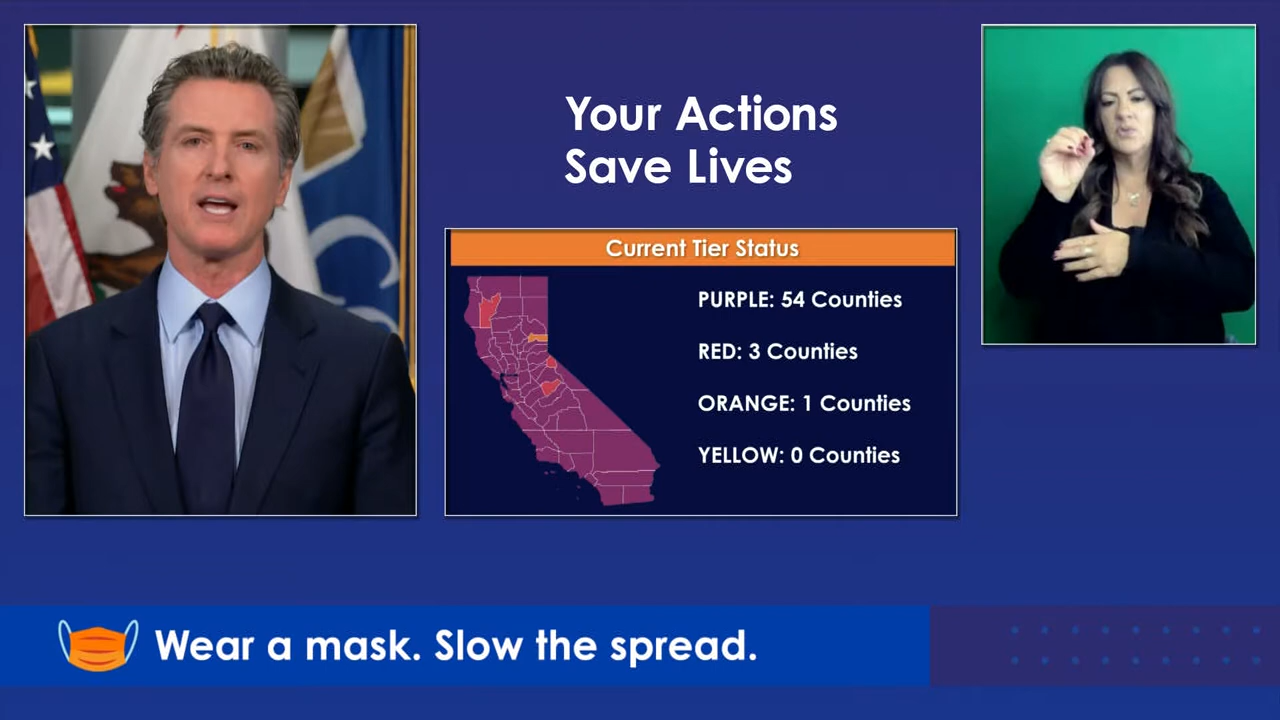 Your Actions
Save Lives
Current Tier Status
PURPLE: 54 Counties
RED: 3 Counties
ORANGE: 1 Counties
YELLOW: 0 Counties
Wear a mask. Slow the spread.